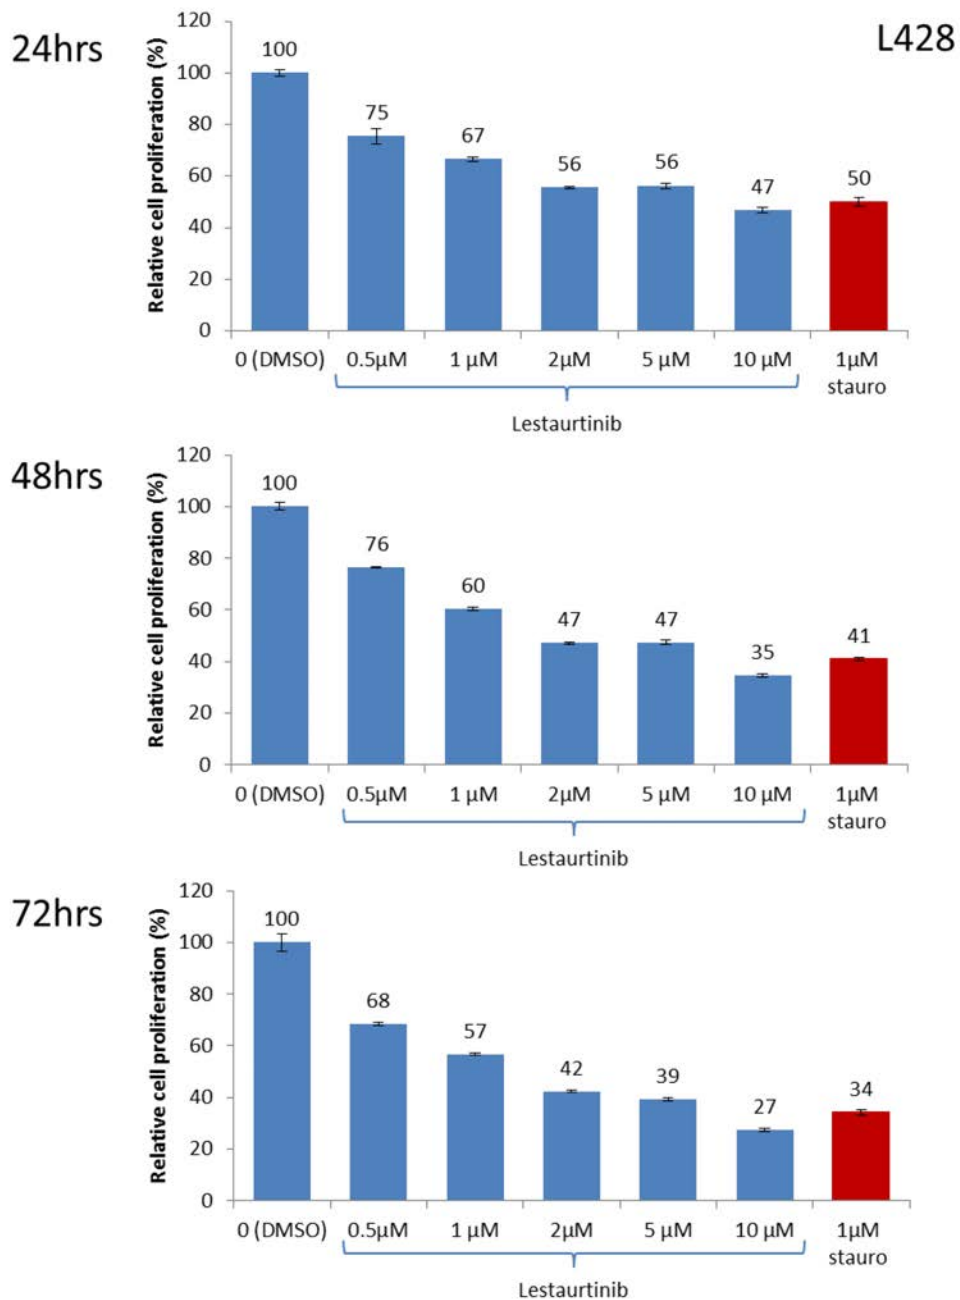 24hrs
L428
Relative cell proliferation (%)
120
100
80
60
40
20
0
100
75
67
56
56
47
50
0 (DMSO) 0.5µM 1 µM 2µM 5 µM 10 µM 1µM
stauro
Lestaurtinib
48hrs
Relative cell proliferation (%)
120
100
80
60
40
20
0
100
76
60
47
47
35
41
0 (DMSO) 0.5µM 1 µM 2µM 5 µM 10 µM 1µM
stauro
Lestaurtinib
72hrs
Relative cell proliferation (%)
120
100
80
60
40
20
0
100
68
57
42
39
27
34
0 (DMSO) 0.5µM 1 µM 2µM 5 µM 10 µM 1µM
stauro
Lestaurtinib